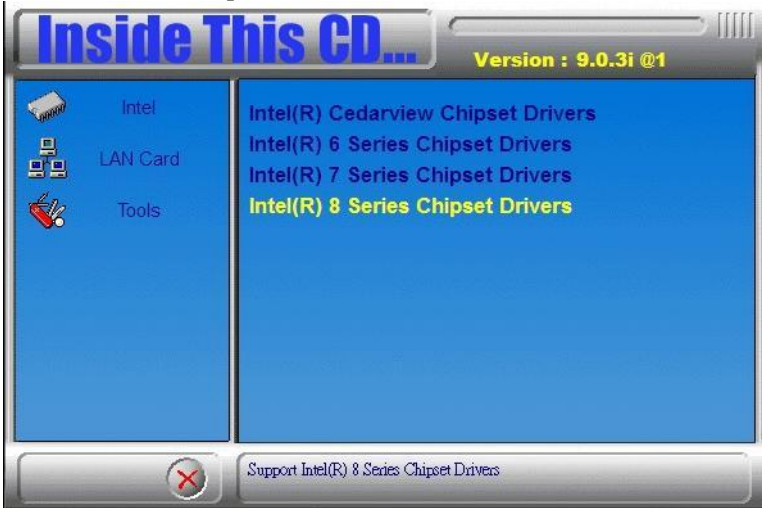 Inside This CD...
Version : 9.0.3i @1
Intel
LAN Card
Tools
Intel(R) Cedarview Chipset Drivers
Intel(R) 6 Series Chipset Drivers
Intel(R) 7 Series Chipset Drivers
Intel(R) 8 Series Chipset Drivers
Support Intel(R) 8 Series Chipset Drivers